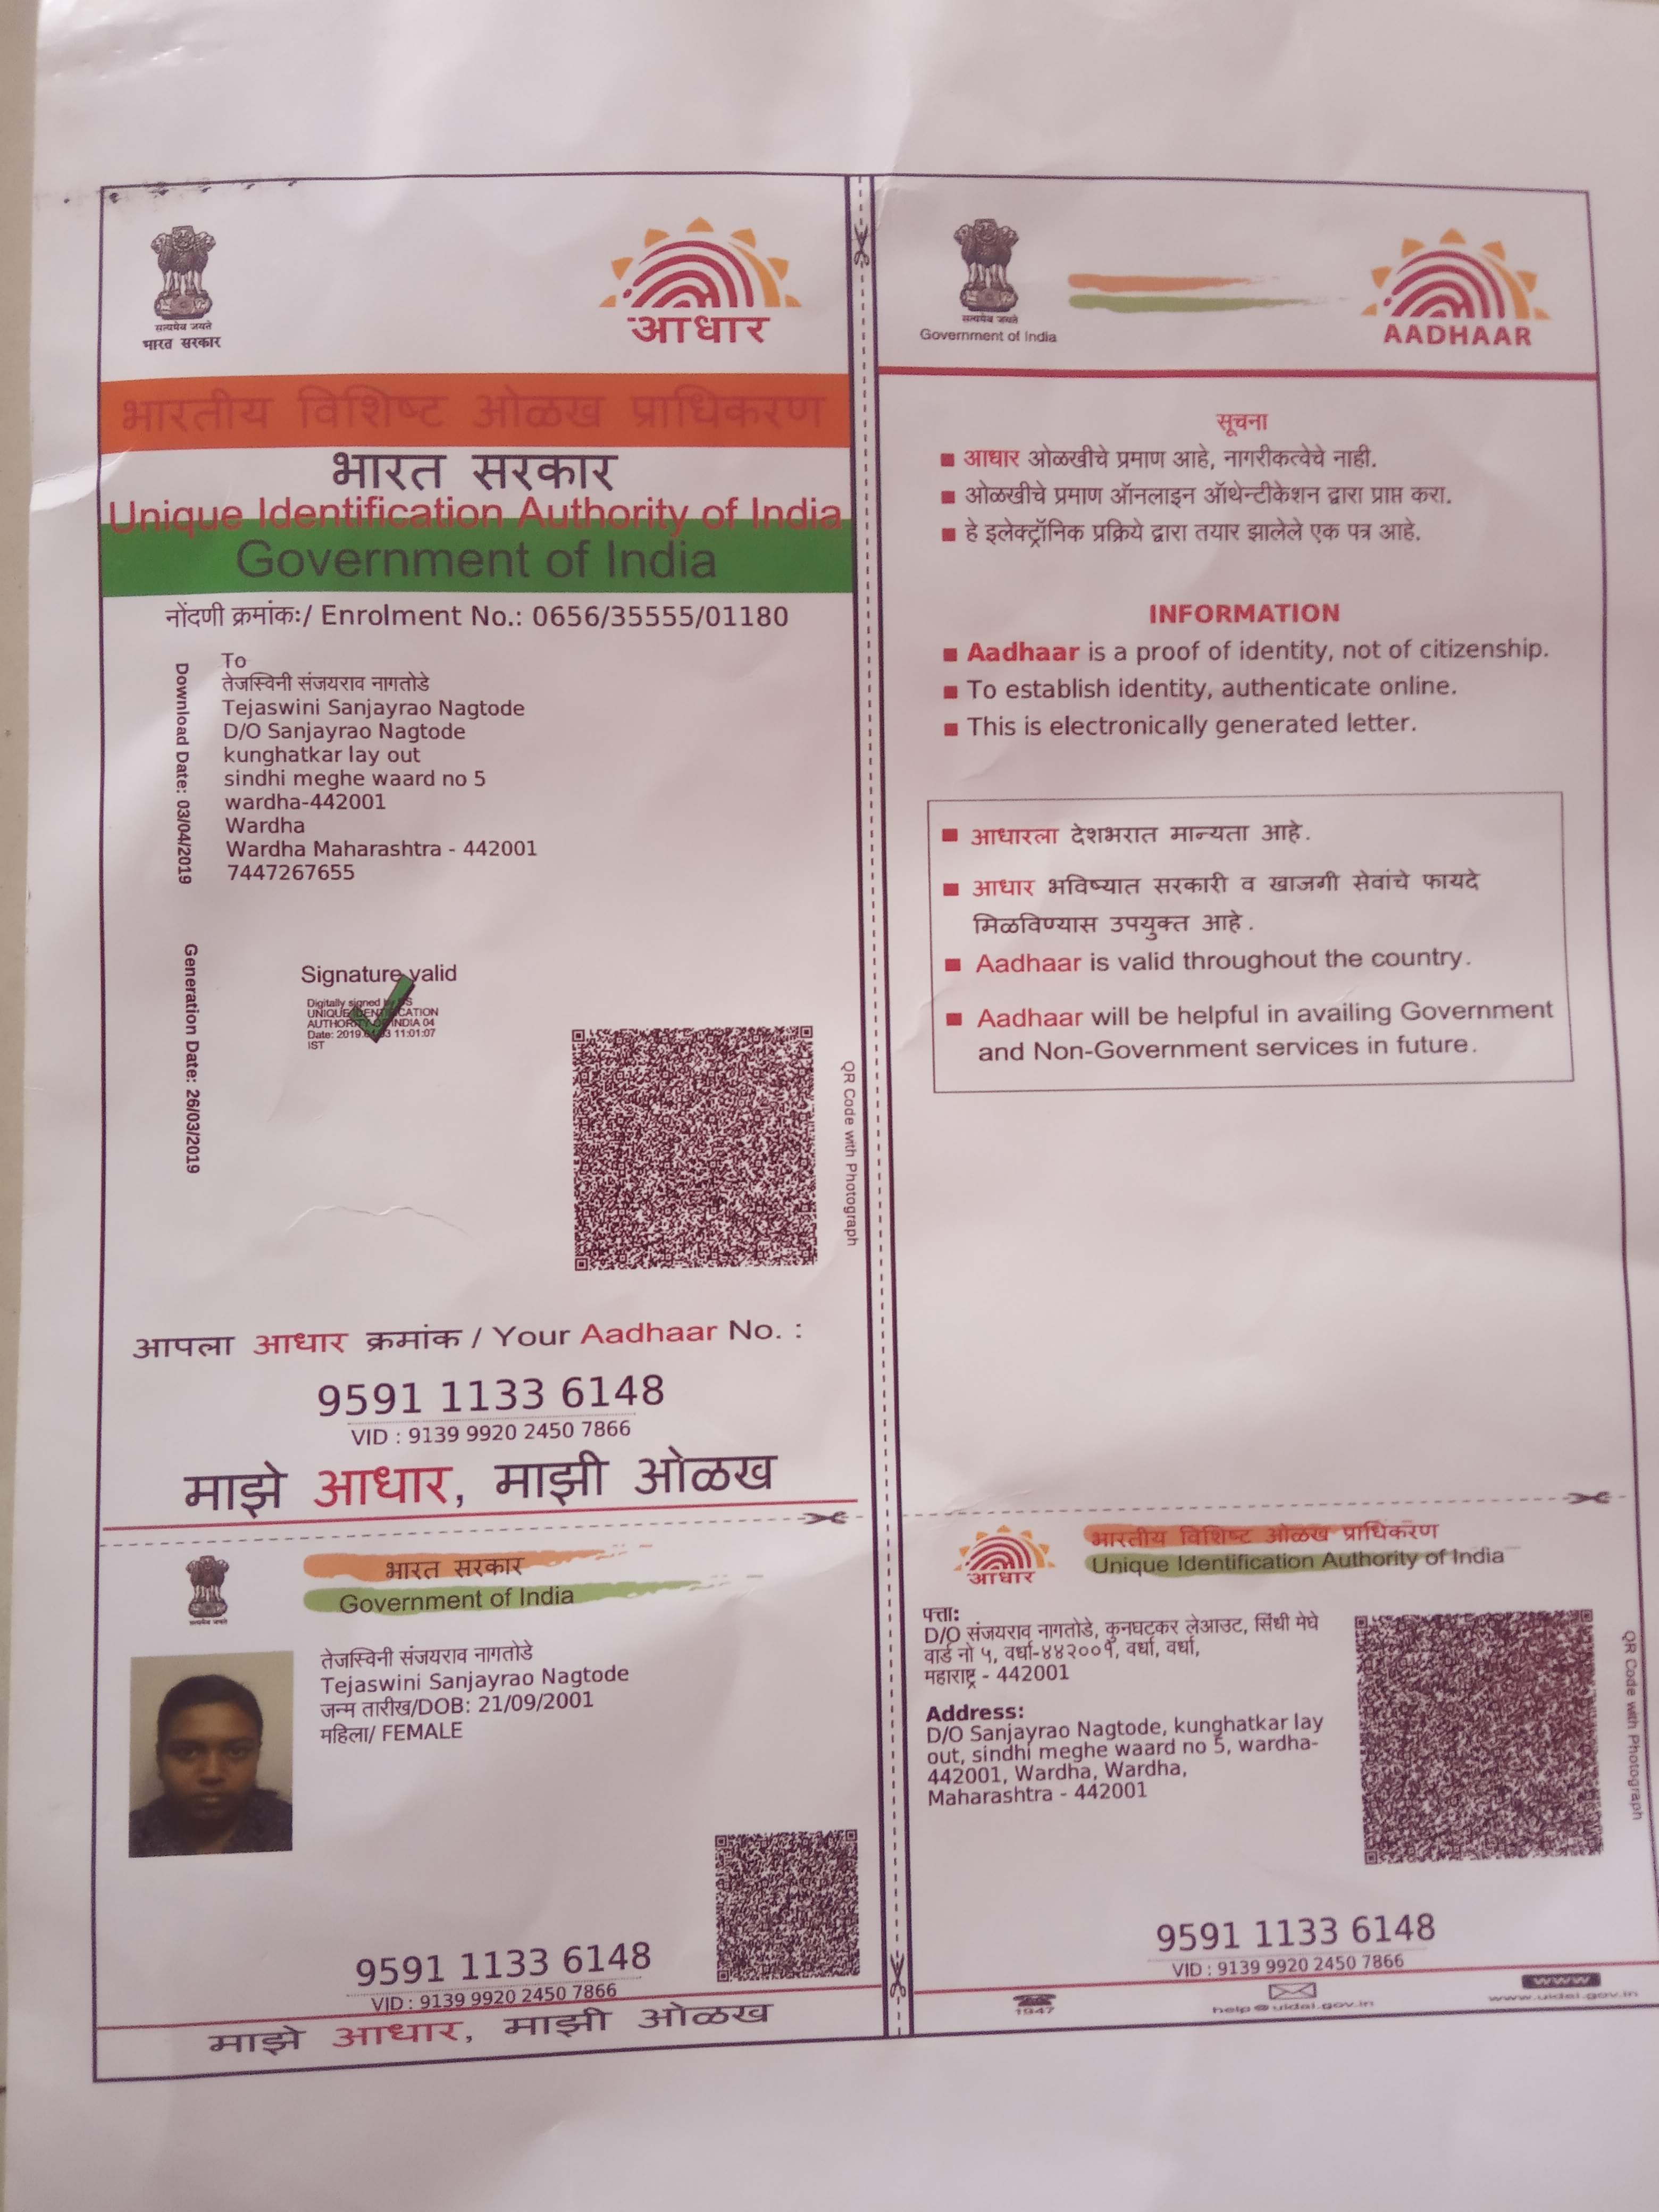 सत्यमेव जयते
भारत सरकार
आधार
भारतीय विशिष्ट ओळख प्राधिकरण
भारत सरकार
Unique Identification Authority of India
Government of India
नोंदणी क्रमांकः/ Enrolment No.: 0656/35555/01180
Download Date: 03/04/2019
To
तेजस्विनी संजयराव नागतोडे
Tejaswini Sanjayrao Nagtode
D/O Sanjayrao Nagtode
kunghatkar lay out
sindhi meghe waard no 5
wardha-442001
Wardha
Wardha Maharashtra - 442001
7447267655
Generation Date: 26/03/2019
Signature valid
Digitally signed by DS
UNIQUE IDENTIFICATION
AUTHORITY OF INDIA 04
Date: 2019.04.03 11:01:07
IST
QR Code with Photograph
आपला आधार क्रमांक / Your Aadhaar No. :
9591 1133 6148
VID : 9139 9920 2450 7866
माझे आधार, माझी ओळख
सत्यमेव जयते
Government of India
AADHAAR
सूचना
आधार ओळखीचे प्रमाण आहे, नागरीकत्वेचे नाही.
ओळखीचे प्रमाण ऑनलाइन ऑथेन्टीकेशन द्वारा प्राप्त करा.
हे इलेक्ट्रॉनिक प्रक्रिये द्वारा तयार झालेले एक पत्र आहे.
INFORMATION
Aadhaar is a proof of identity, not of citizenship.
To establish identity, authenticate online.
This is electronically generated letter.
आधारला देशभरात मान्यता आहे.
आधार भविष्यात सरकारी व खाजगी सेवांचे फायदे
मिळविण्यास उपयुक्त आहे.
Aadhaar is valid throughout the country.
Aadhaar will be helpful in availing Government
and Non-Government services in future.
भारत सरकार
Government of India
सत्यमेव जयते
तेजस्विनी संजयराव नागतोडे
Tejaswini Sanjayrao Nagtode
जन्म तारीख/DOB: 21/09/2001
महिला/ FEMALE
9591 1133 6148
VID : 9139 9920 2450 7866
माझे आधार, माझी ओळख
आधार
भारतीय विशिष्ट ओळख प्राधिकरण
Unique Identification Authority of India
पत्ता:
D/O संजयराव नागतोडे, कुनघटकर लेआउट, सिंधी मेघे
वार्ड नो ५, वर्धा-४४२००१, वर्धा, वर्धा,
महाराष्ट्र - 442001
Address:
D/O Sanjayrao Nagtode, kunghatkar lay
out, sindhi meghe waard no 5, wardha-
442001, Wardha, Wardha,
Maharashtra - 442001
QR Code with Photograph
9591 1133 6148
VID : 9139 9920 2450 7866
1947
help@uidai.gov.in
www
www.uidai.gov.in